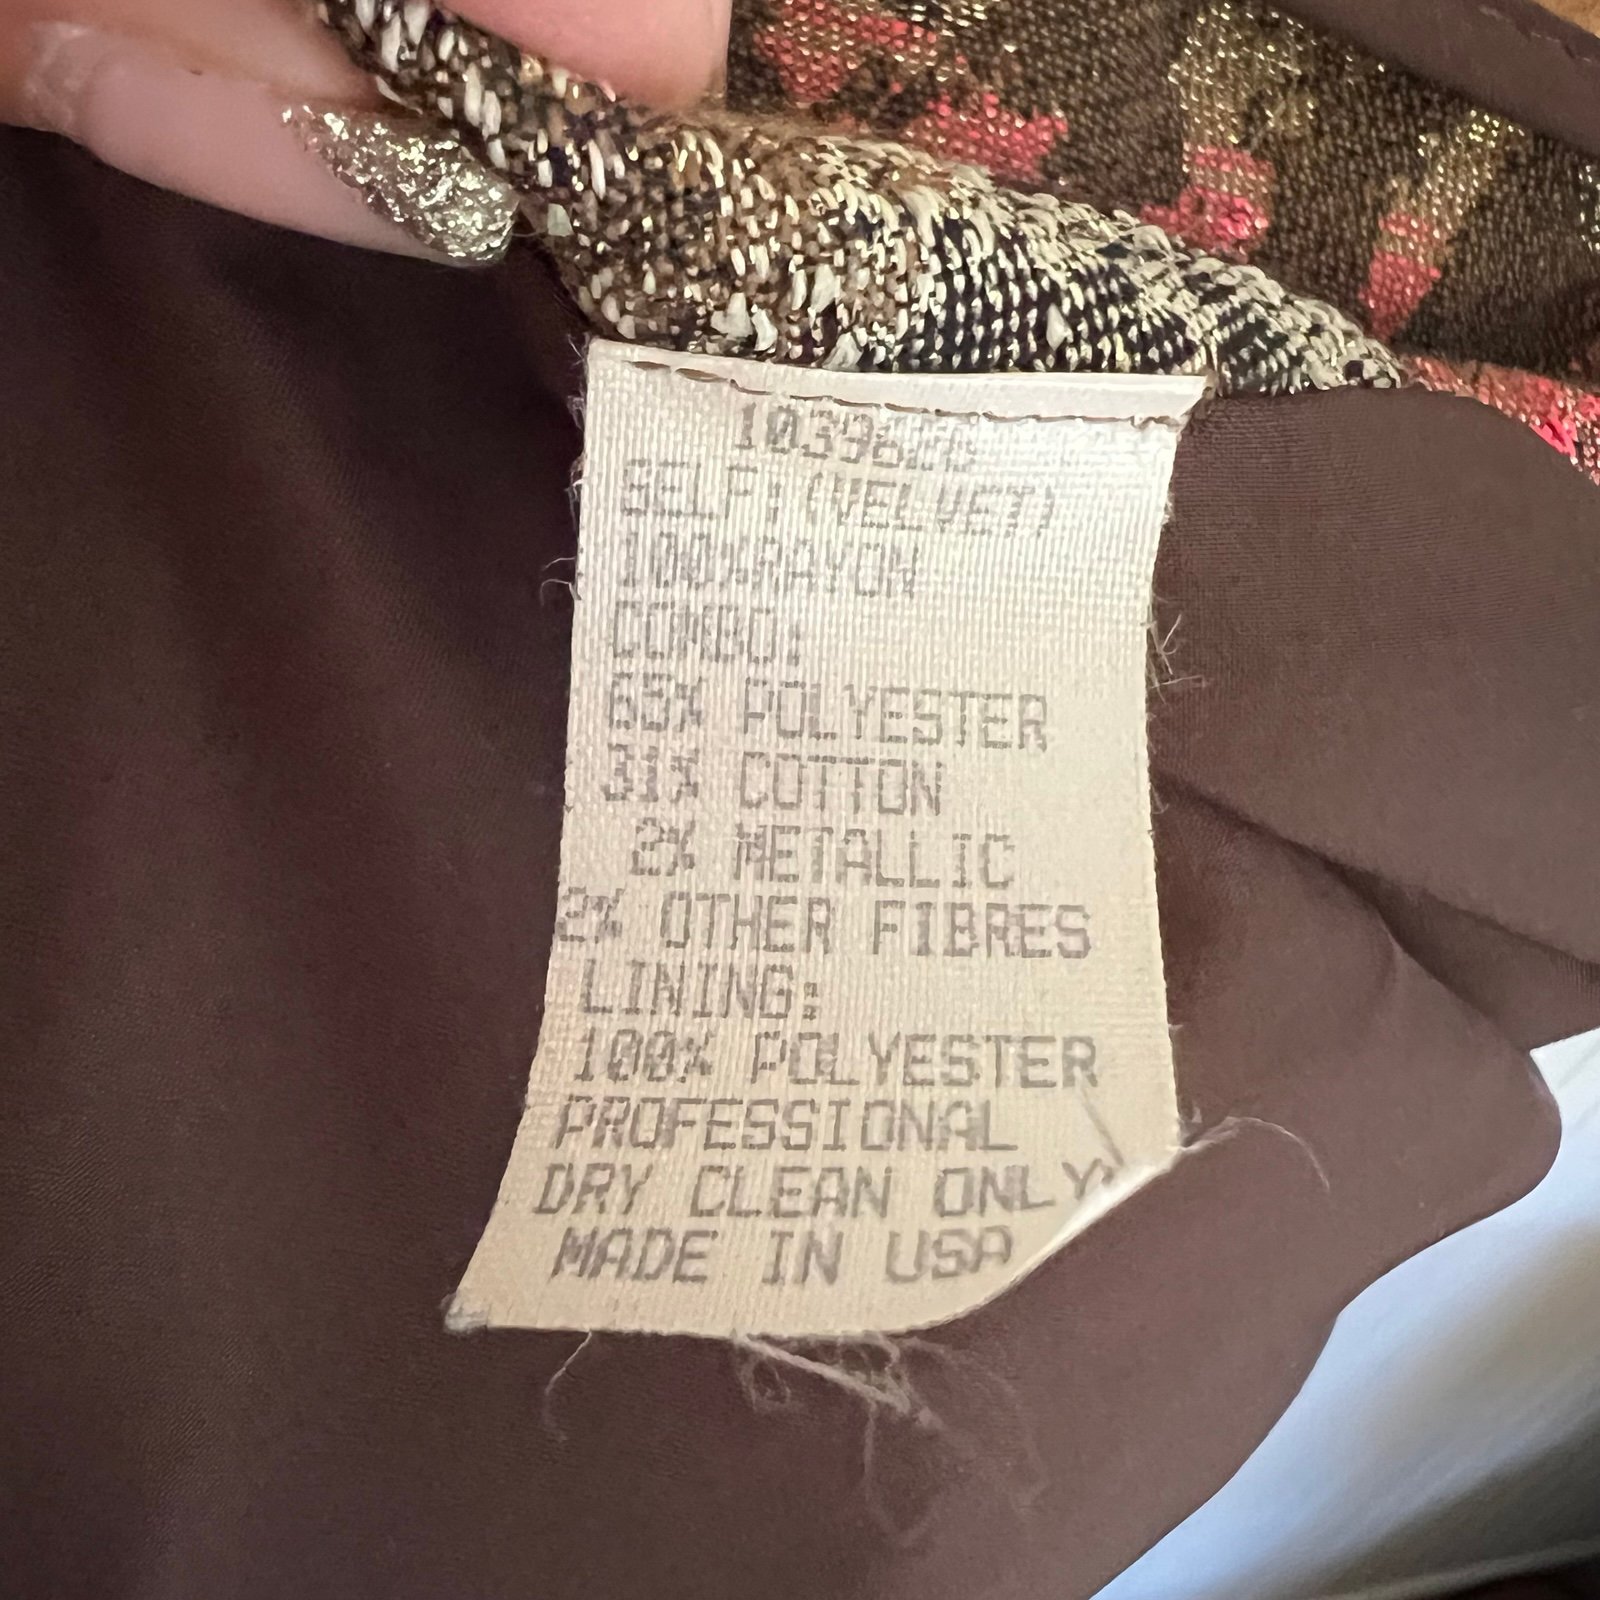 SELF:(VELVET)
100%RAYON
COMBO:
65% POLYESTER
31% COTTON
2% METALLIC
2% OTHER FIBRES
LINING:
100% POLYESTER
PROFESSIONAL
DRY CLEAN ONLY
MADE IN USA